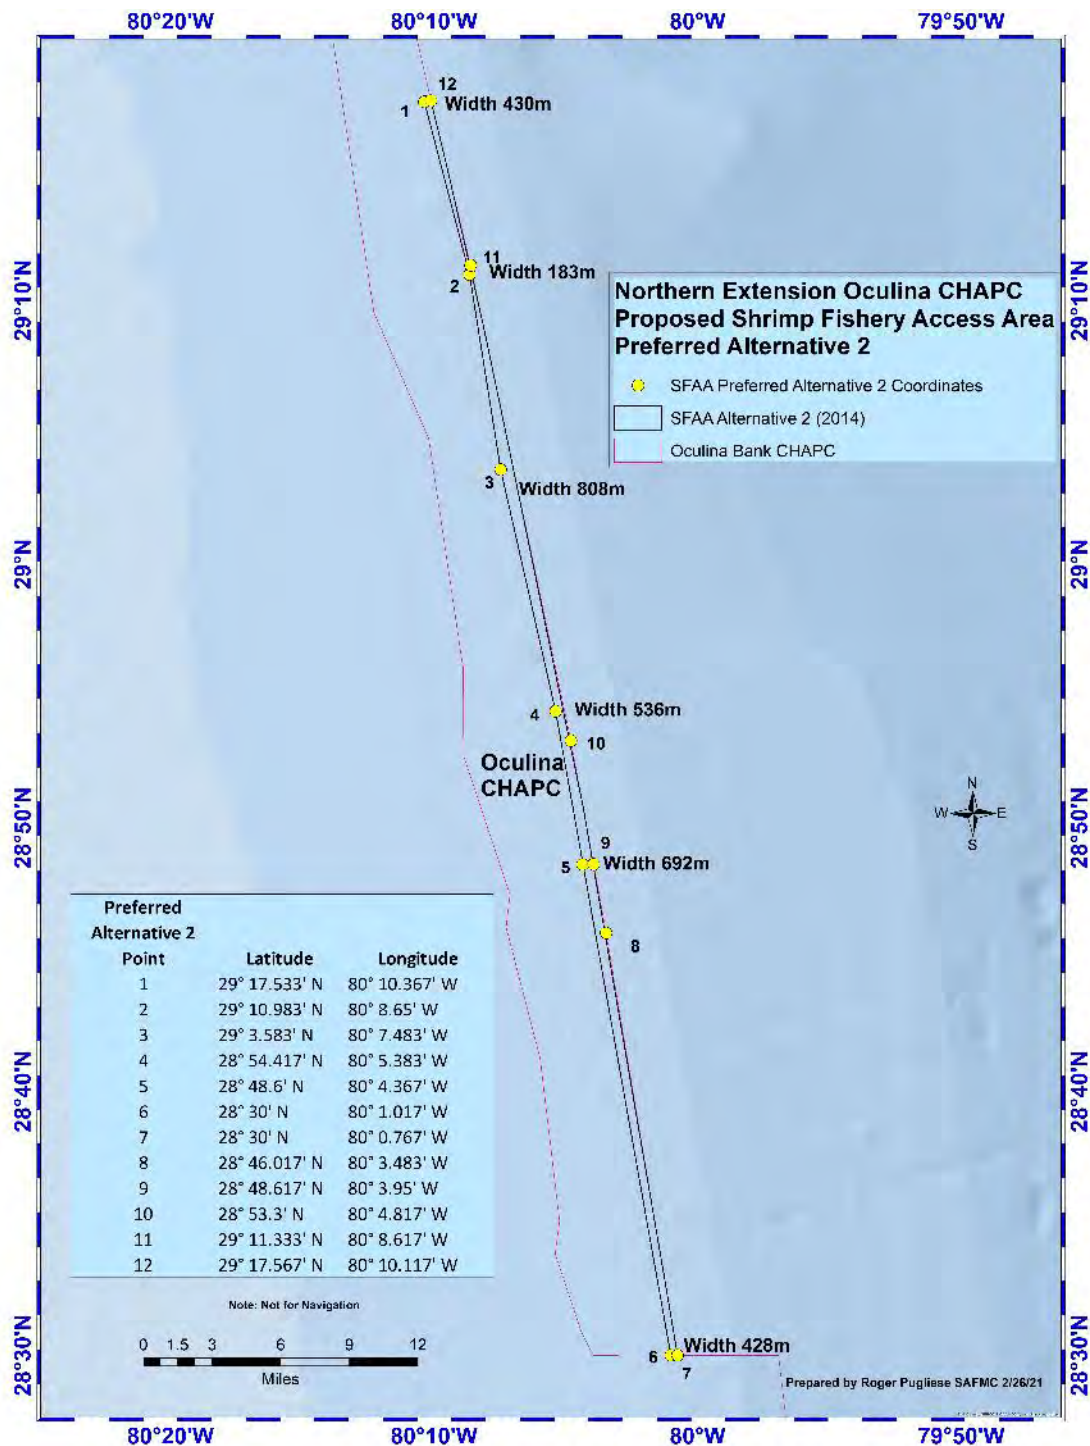 80°20'W 80°10'W 80°W 79°50'W
12
1 Width 430m
11
Width 183m
2
29°10'N 29°10'N
Northern Extension Oculina CHAPC
Proposed Shrimp Fishery Access Area
Preferred Alternative 2
SFAA Preferred Alternative 2 Coordinates
SFAA Alternative 2 (2014)
Oculina Bank CHAPC
3 Width 808m
29°N 29°N
4 Width 536m
10
Oculina
CHAPC
N
W E
S
28°50'N 28°50'N
9
5 Width 692m
8
Preferred
Alternative 2
Point Latitude Longitude
1 29° 17.533' N 80° 10.367' W
2 29° 10.983' N 80° 8.65' W
3 29° 3.583' N 80° 7.483' W
4 28° 54.417' N 80° 5.383' W
5 28° 48.6' N 80° 4.367' W
6 28° 30' N 80° 1.017' W
7 28° 30' N 80° 0.767' W
8 28° 46.017' N 80° 3.483' W
9 28° 48.617' N 80° 3.95' W
10 28° 53.3' N 80° 4.817' W
11 29° 11.333' N 80° 8.617' W
12 29° 17.567' N 80° 10.117' W
28°40'N 28°40'N
Note: Not for Navigation
0 1.5 3 6 9 12
Miles
28°30'N 28°30'N
Width 428m
6
7
Prepared by Roger Pugliese SAFMC 2/26/21
80°20'W 80°10'W 80°W 79°50'W